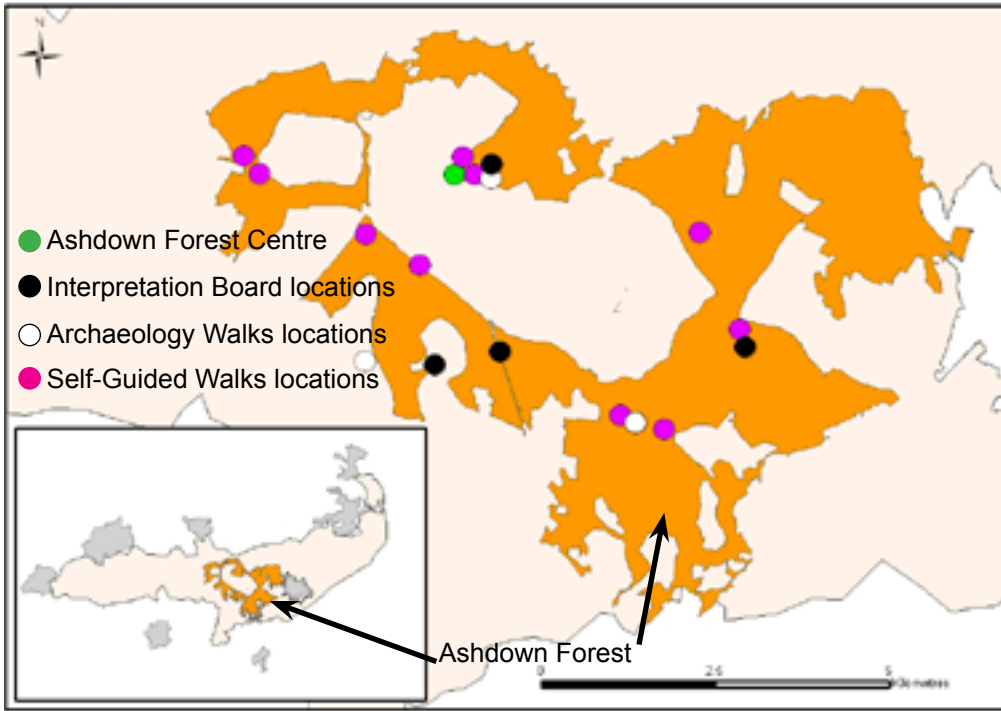 N
Ashdown Forest Centre
Interpretation Board locations
Archaeology Walks locations
Self-Guided Walks locations
Ashdown Forest
0 2.5 5
Kilometres